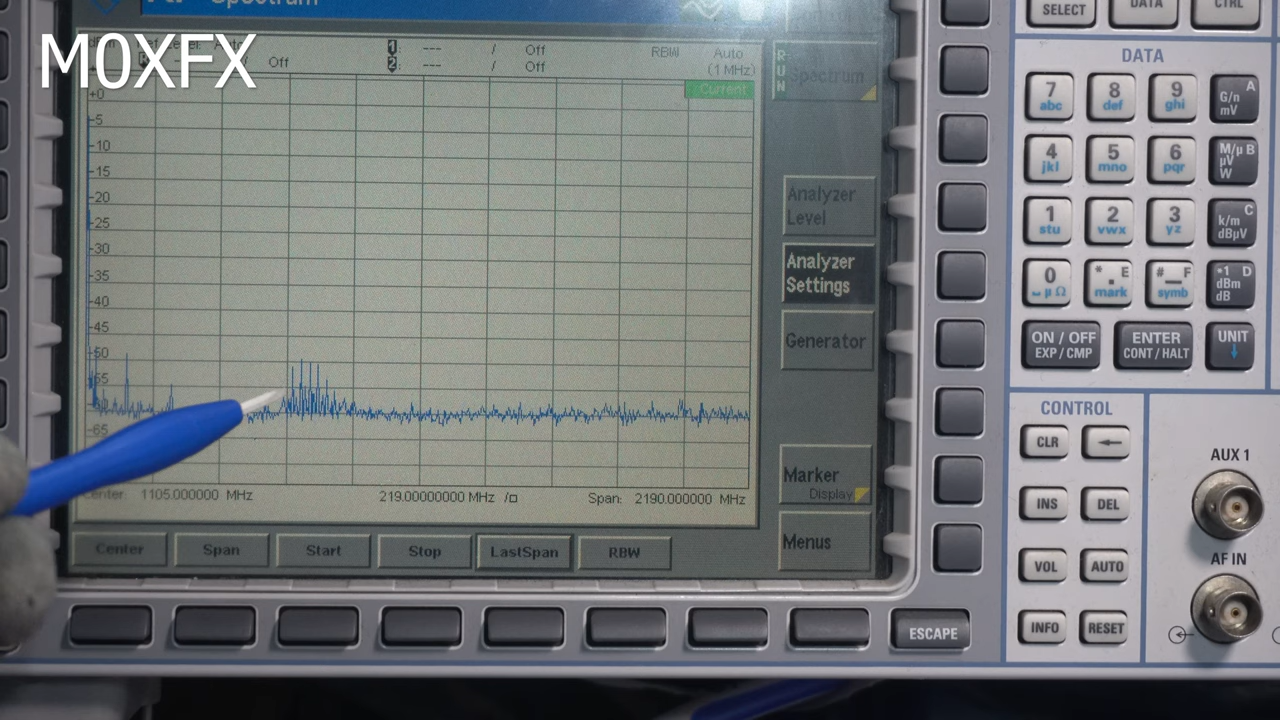 Spectrum
M0XFX
Off
1 --- / Off
2 --- / Off
RBW Auto
(1 MHz)
Current
RUN
Spectrum
+0
-5
-10
-15
-20
-25
-30
-35
-40
-45
-50
-55
-60
-65
Center: 1105.000000 MHz
219.00000000 MHz /
Span: 2190.000000 MHz
Analyzer
Level
Analyzer
Settings
Generator
Marker
Display
Menus
Center Span Start Stop LastSpan RBW
ESCAPE
SELECT DATA CTRL
DATA
7 abc 8 def 9 ghi G/n mV A
4 jkl 5 mno 6 pqr M/µ µV W B
1 stu 2 vwx 3 yz k/m dBµV C
0 µ Ω * . E mark # _ F symb *1 D dBm dB
ON / OFF
EXP / CMP
ENTER
CONT / HALT
UNIT
CONTROL
CLR ←
INS DEL
VOL AUTO
INFO RESET
AUX 1
AF IN